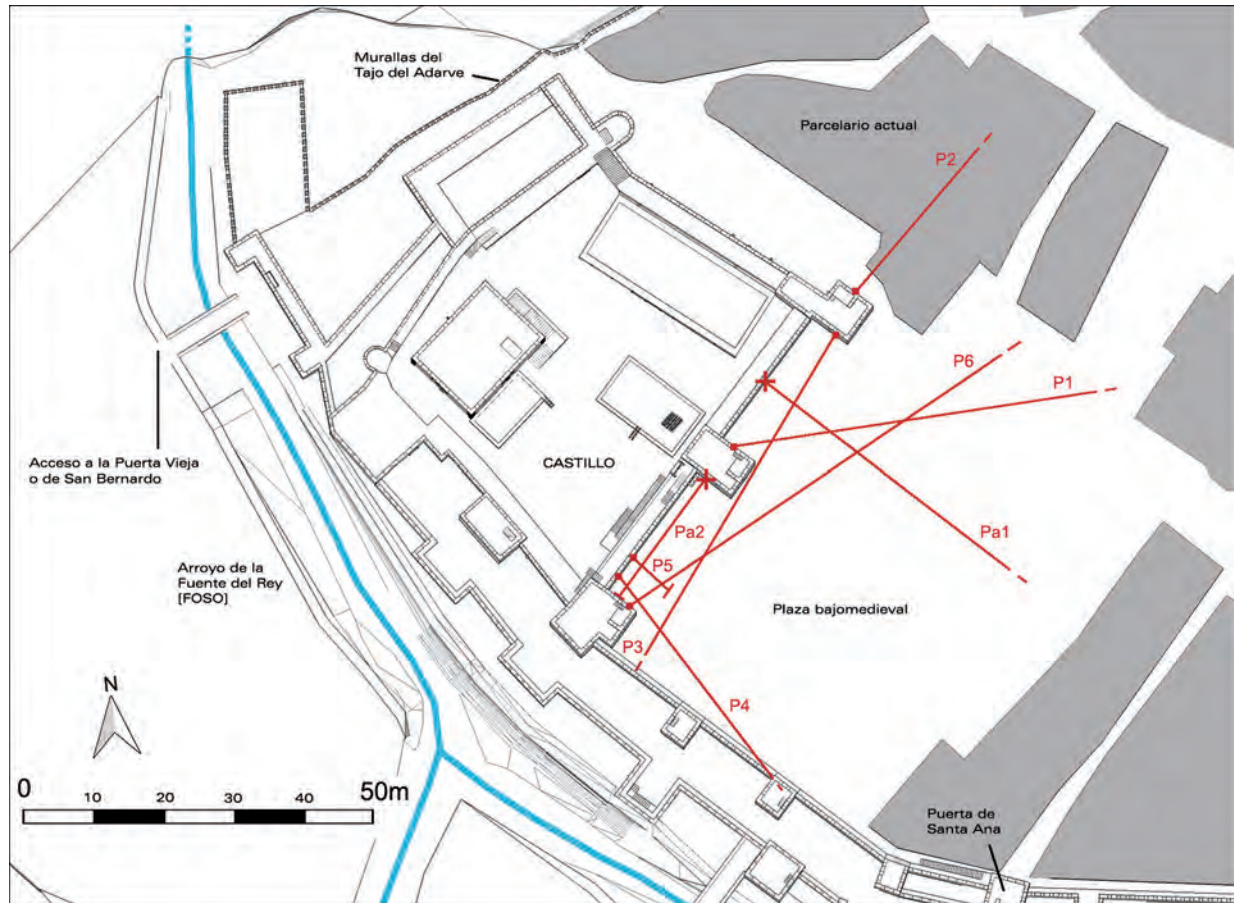 Murallas del
Tajo del Adarve
Parcelario actual
P2
P6
P1
Acceso a la Puerta Vieja
o de San Bernardo
CASTILLO
Pa2
Pa1
P5
Arroyo de la
Fuente del Rey
[FOSO]
Plaza bajomedieval
P3
P4
N
0
10
20
30
40
50m
Puerta de
Santa Ana